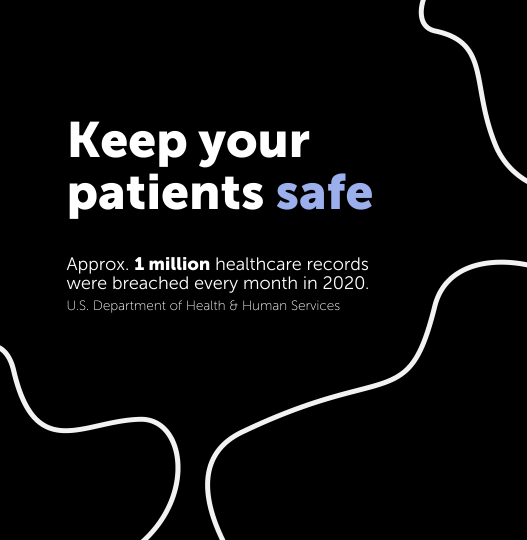 Keep your
patients safe
Approx. 1 million healthcare records
were breached every month in 2020.
U.S. Department of Health & Human Services